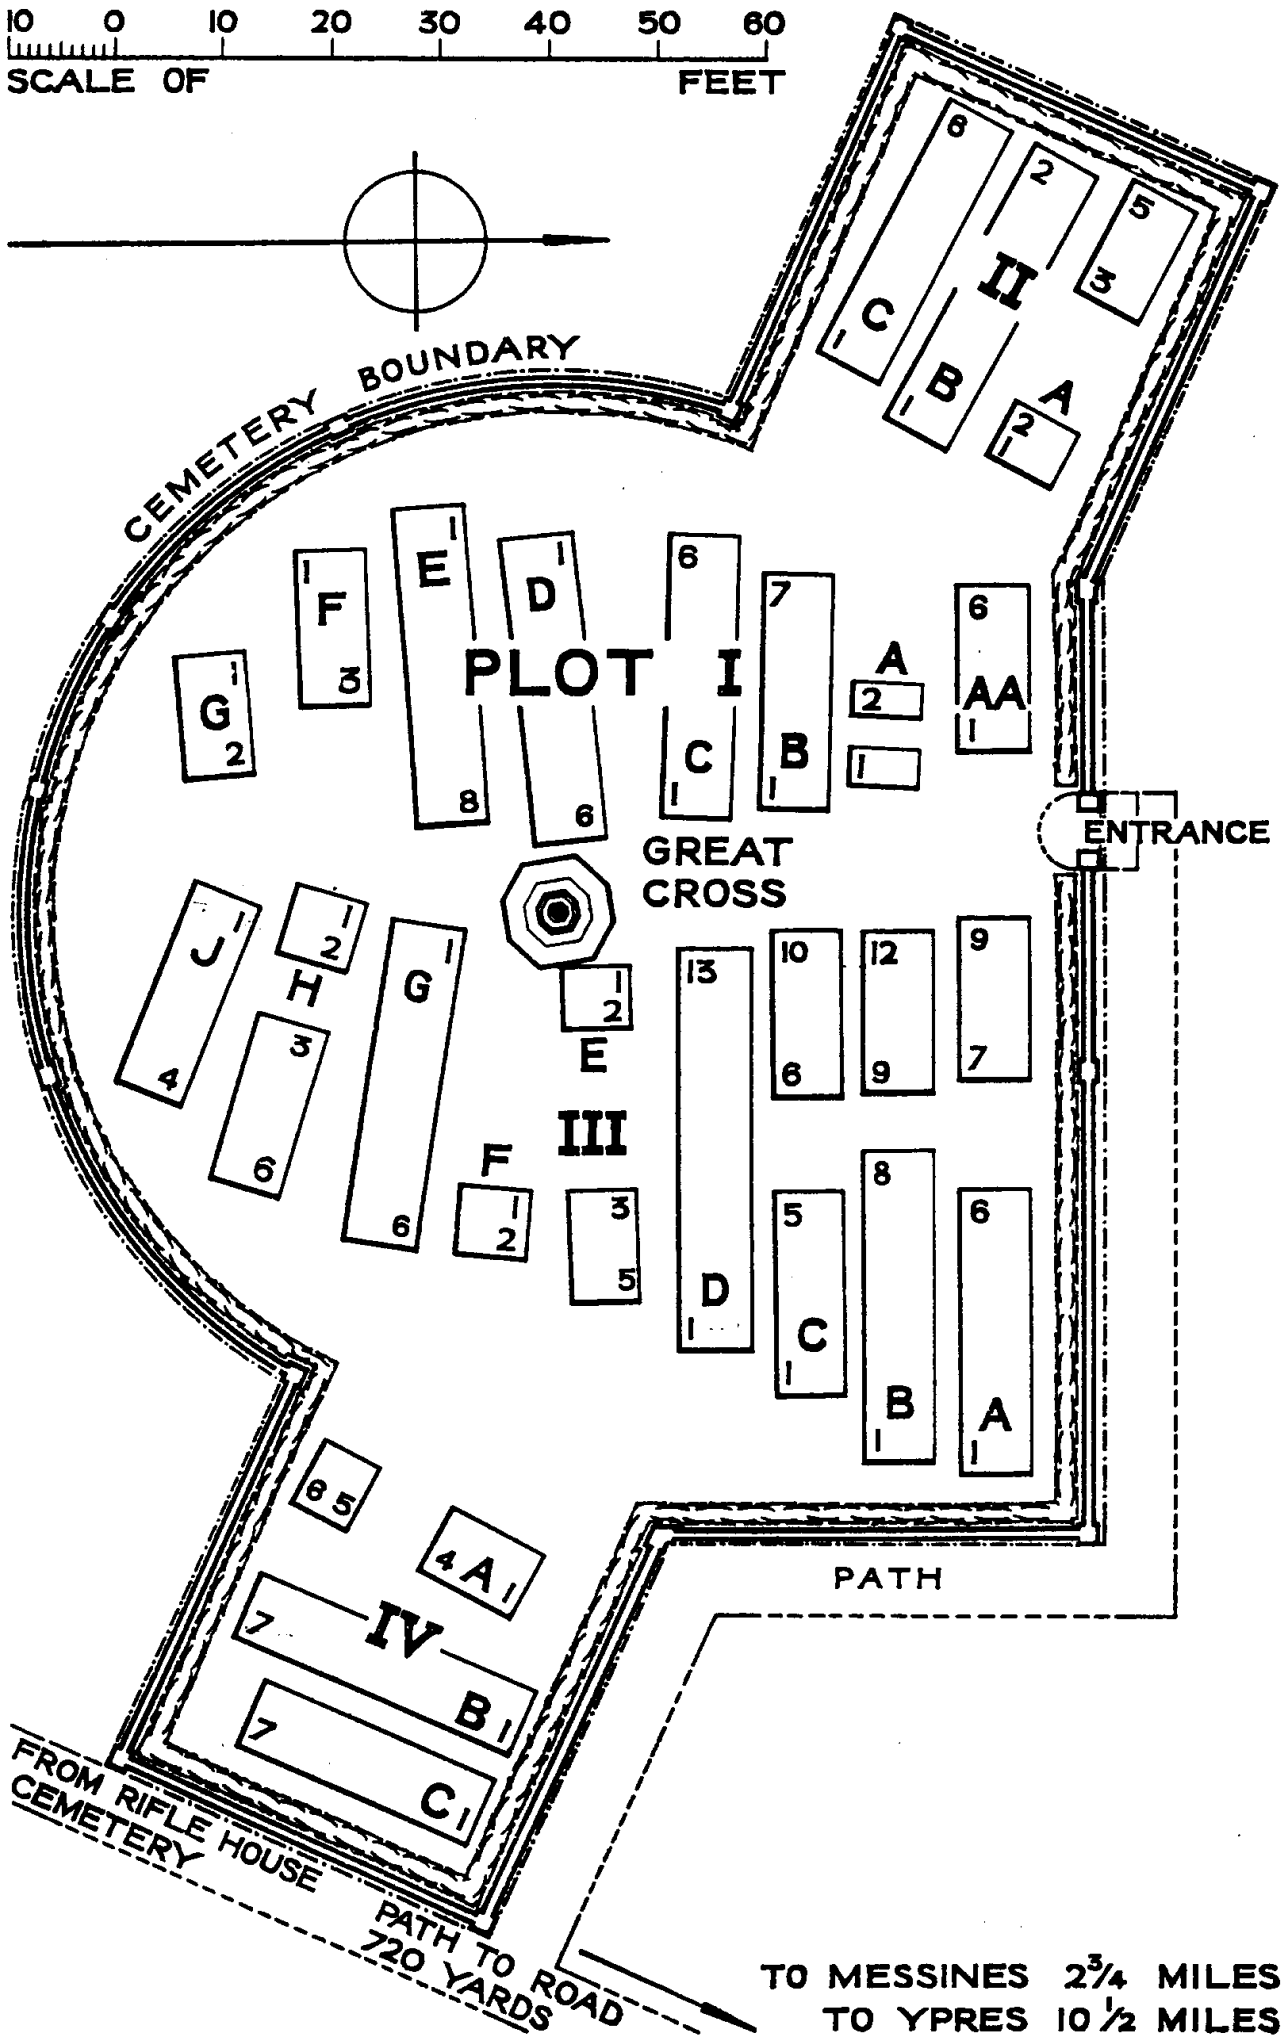 10 0 10 20 30 40 50 60
SCALE OF FEET
CEMETERY BOUNDARY
6
C
1
2
II
B
1
5
3
A
2
1
1
F
3
E
1
8
1
D
6
PLOT I
6
C
1
7
B
1
A
2
1
6
AA
1
1
G
2
GREAT
CROSS
ENTRANCE
1
J
4
1
2
H
3
6
1
G
6
1
2
E
III
3
5
F
1
2
13
D
1
10
6
5
C
1
12
9
8
B
1
9
7
6
A
1
6 5
4 A 1
IV
7
B 1
7
C 1
PATH
FROM RIFLE HOUSE
CEMETERY
PATH TO ROAD
720 YARDS
TO MESSINES 2¾ MILES
TO YPRES 10½ MILES